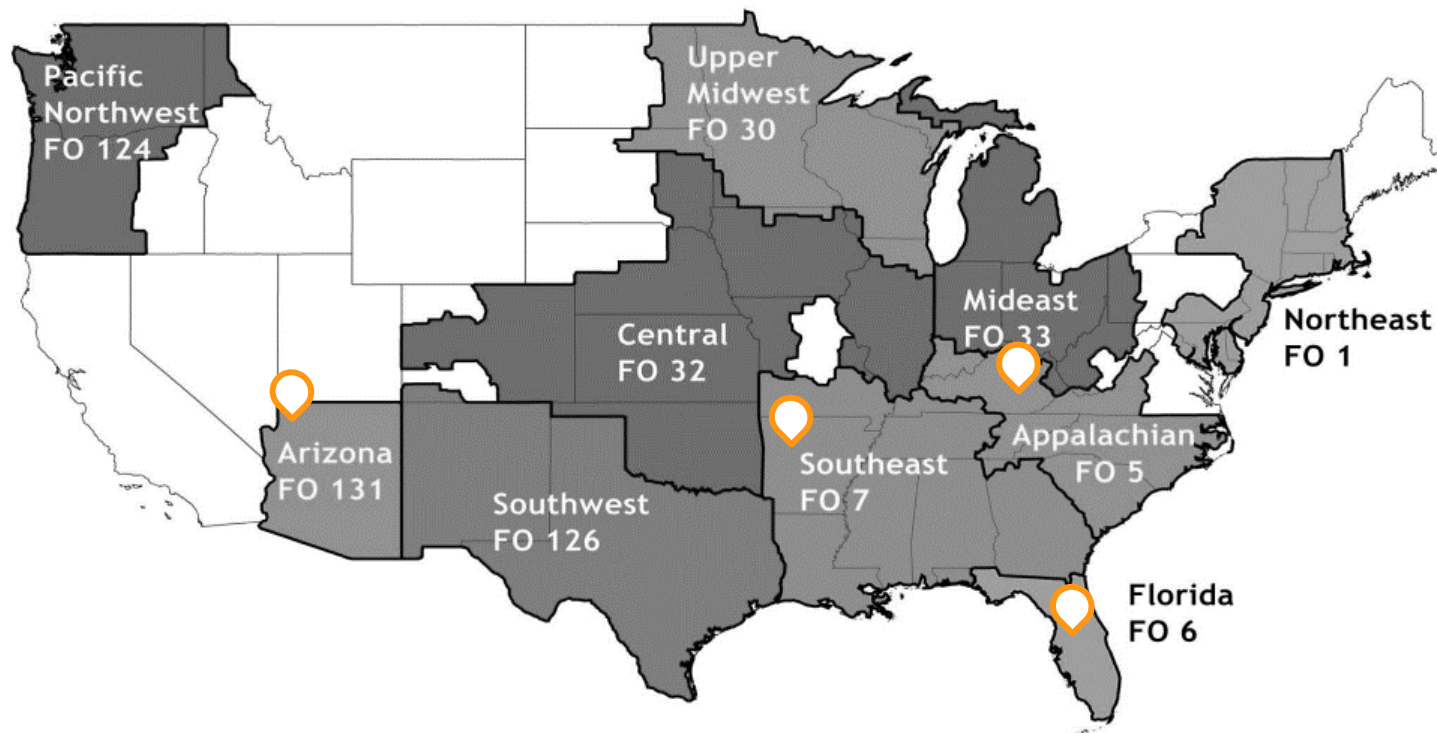 Pacific
Northwest
FO 124
Upper
Midwest
FO 30
Mideast
FO 33
Northeast
FO 1
Central
FO 32
Arizona
FO 131
Southwest
FO 126
Southeast
FO 7
Appalachian
FO 5
Florida
FO 6